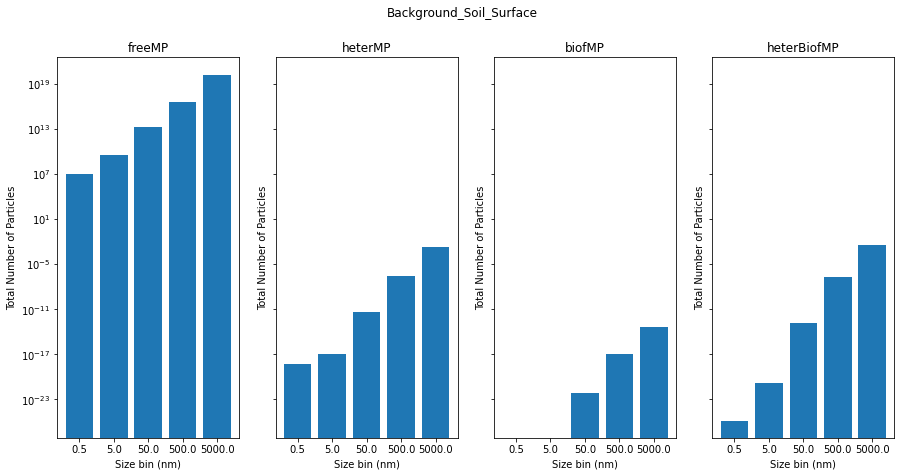 Background_Soil_Surface
freeMP
heterMP
biofMP
heterBiofMP
Total Number of Particles
10^19
10^13
10^7
10^1
10^-5
10^-11
10^-17
10^-23
0.5 5.0 50.0 500.0 5000.0
Size bin (nm)
Total Number of Particles
0.5 5.0 50.0 500.0 5000.0
Size bin (nm)
Total Number of Particles
0.5 5.0 50.0 500.0 5000.0
Size bin (nm)
Total Number of Particles
0.5 5.0 50.0 500.0 5000.0
Size bin (nm)